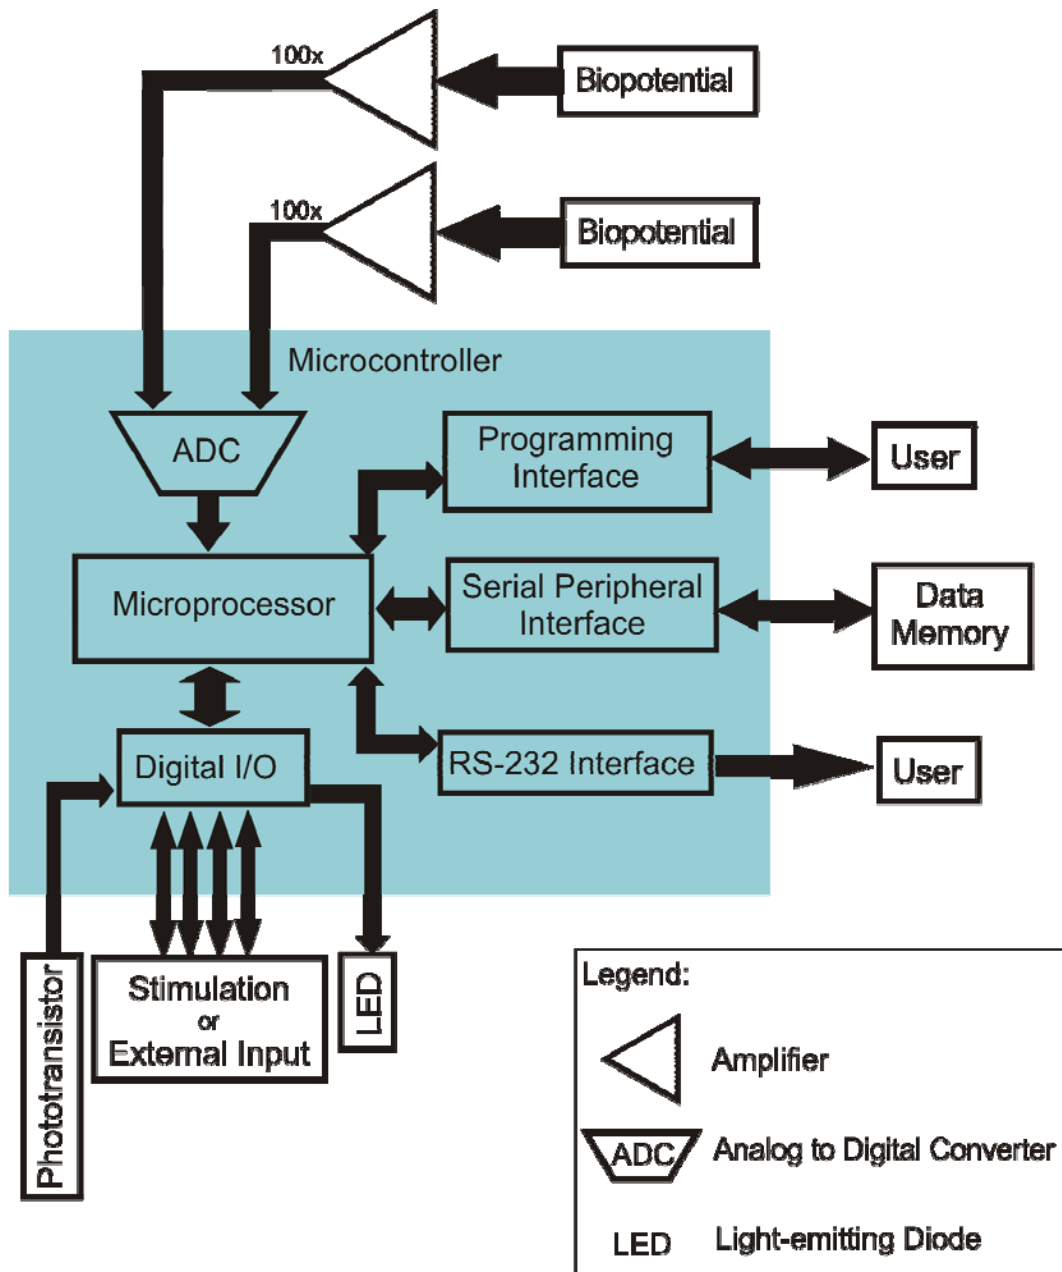 100x
Biopotential
100x
Biopotential
Microcontroller
ADC
Programming
Interface
User
Microprocessor
Serial Peripheral
Interface
Data
Memory
Digital I/O
RS-232 Interface
User
Phototransistor
Stimulation
or
External Input
LED
Legend:
Amplifier
ADC
Analog to Digital Converter
LED
Light-emitting Diode